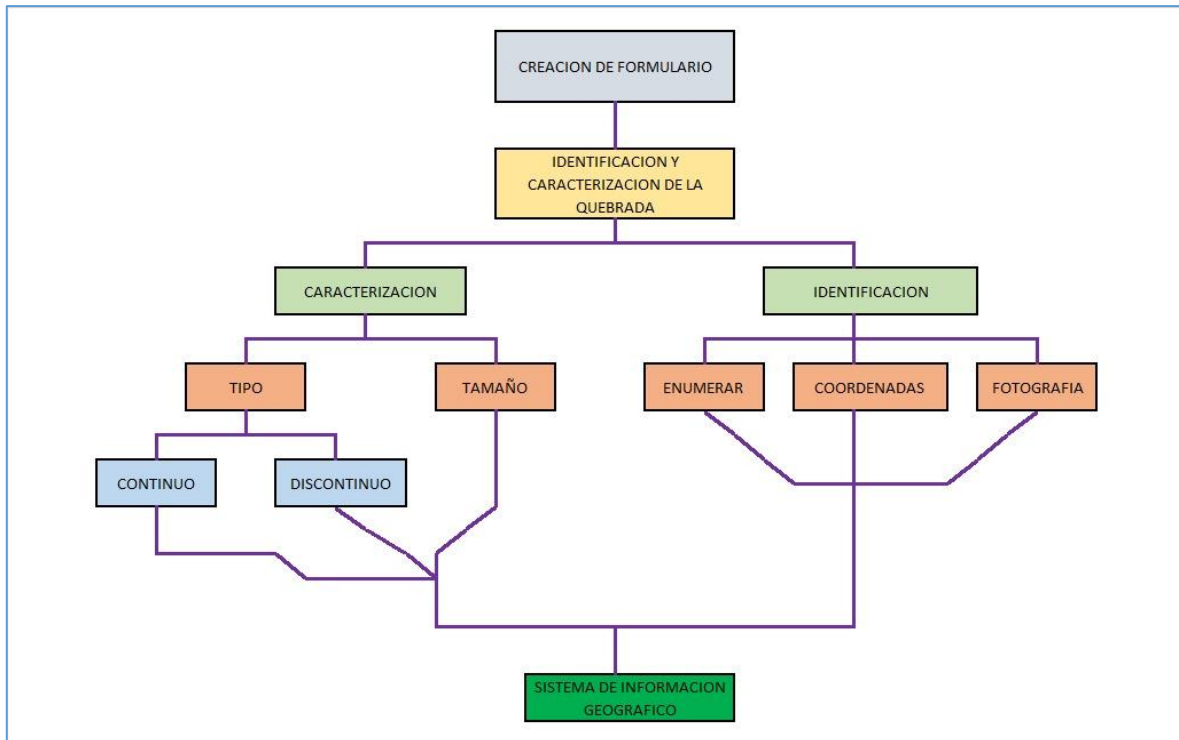 CREACION DE FORMULARIO
IDENTIFICACION Y
CARACTERIZACION DE LA
QUEBRADA
CARACTERIZACION
IDENTIFICACION
TIPO
TAMAÑO
ENUMERAR
COORDENADAS
FOTOGRAFIA
CONTINUO
DISCONTINUO
SISTEMA DE INFORMACION
GEOGRAFICO